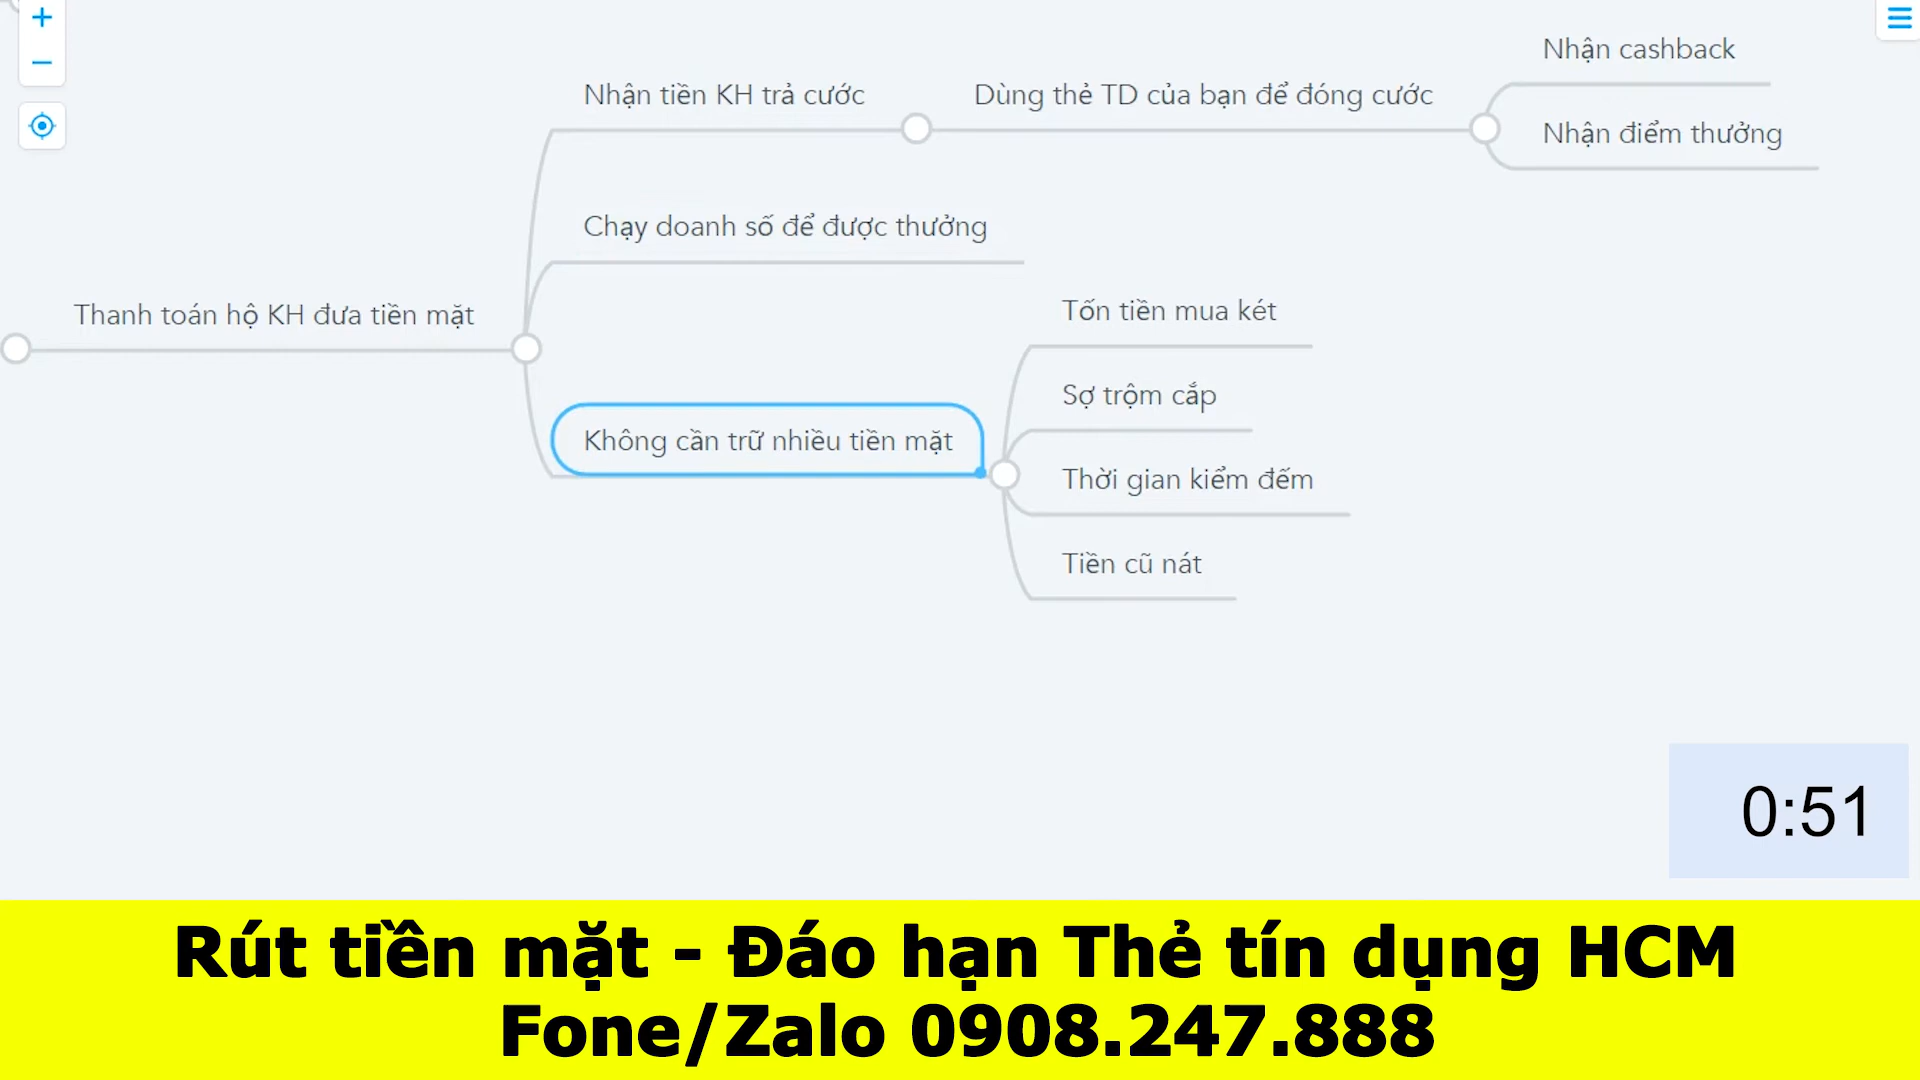 Nhận cashback
Nhận tiền KH trả cước
Dùng thẻ TD của bạn để đóng cước
Nhận điểm thưởng
Chạy doanh số để được thưởng
Thanh toán hộ KH đưa tiền mặt
Tốn tiền mua két
Sợ trộm cắp
Không cần trữ nhiều tiền mặt
Thời gian kiểm đếm
Tiền cũ nát
0:51
Rút tiền mặt - Đáo hạn Thẻ tín dụng HCM
Fone/Zalo 0908.247.888